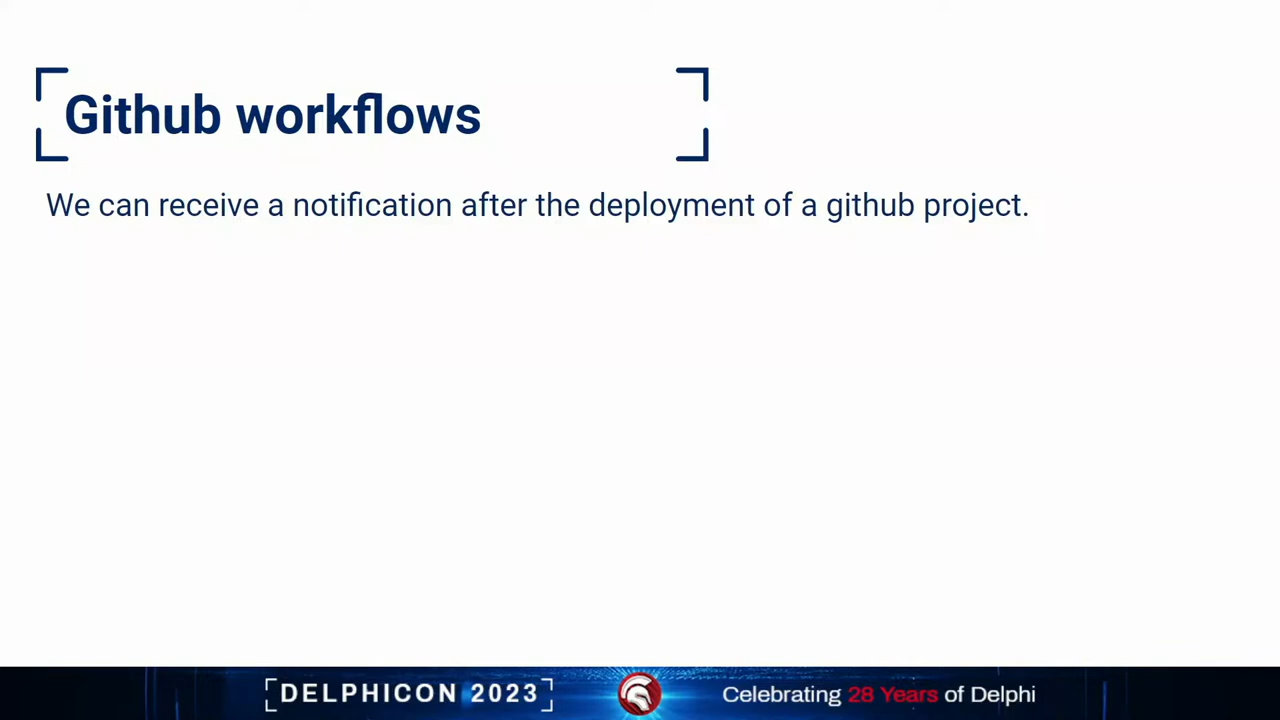 Github workflows
We can receive a notification after the deployment of a github project.
DELPHICON 2023
Celebrating 28 Years of Delphi